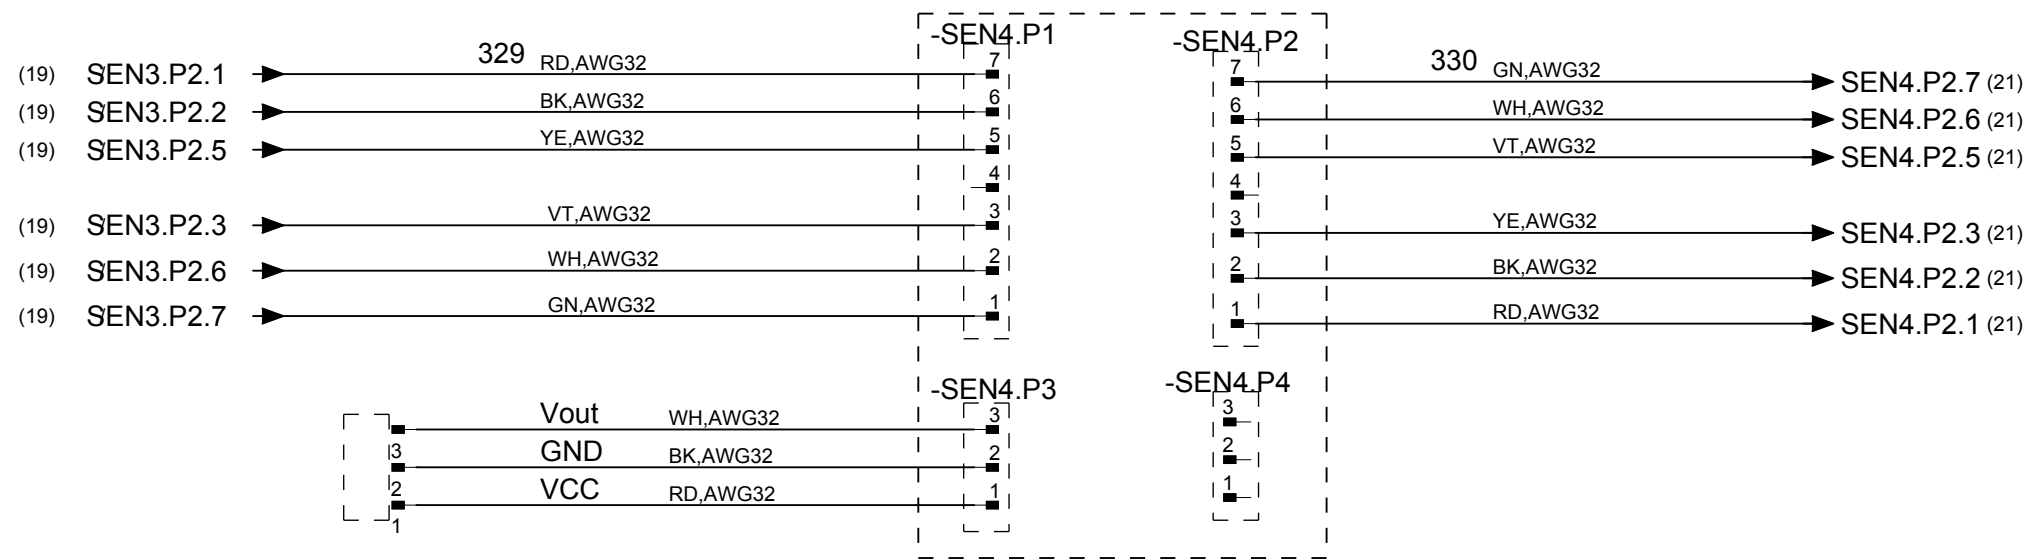 -SEN4.P1
-SEN4.P2
329
330
(19) SEN3.P2.1 RD,AWG32 7
7 GN,AWG32 SEN4.P2.7 (21)
(19) SEN3.P2.2 BK,AWG32 6
6 WH,AWG32 SEN4.P2.6 (21)
(19) SEN3.P2.5 YE,AWG32 5
5 VT,AWG32 SEN4.P2.5 (21)
4
4
(19) SEN3.P2.3 VT,AWG32 3
3 YE,AWG32 SEN4.P2.3 (21)
(19) SEN3.P2.6 WH,AWG32 2
2 BK,AWG32 SEN4.P2.2 (21)
(19) SEN3.P2.7 GN,AWG32 1
1 RD,AWG32 SEN4.P2.1 (21)
-SEN4.P3
-SEN4.P4
Vout WH,AWG32 3
3
3 GND BK,AWG32 2
2
2 VCC RD,AWG32 1
1
1